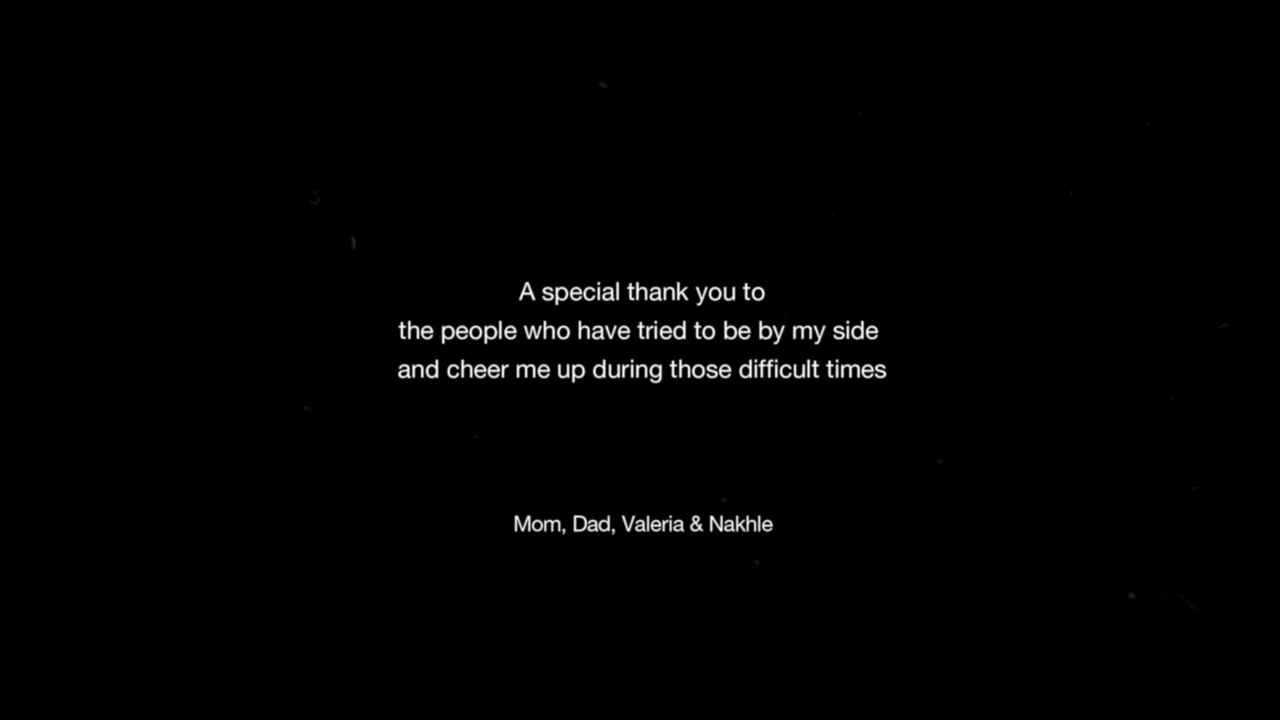 A special thank you to
the people who have tried to be by my side
and cheer me up during those difficult times
Mom, Dad, Valeria & Nakhle